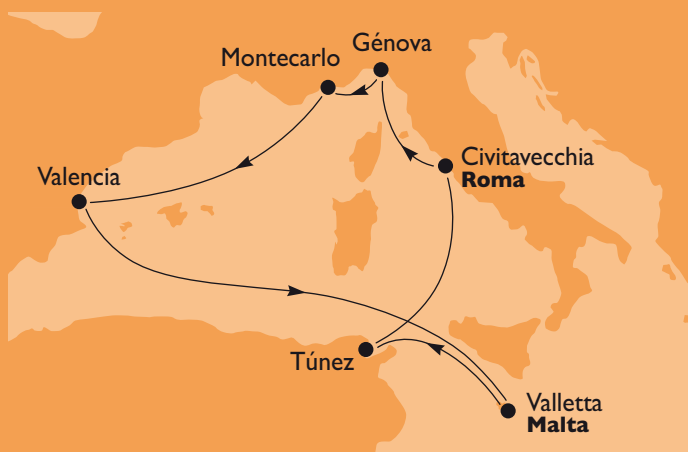 Génova
Montecarlo
Civitavecchia
Roma
Valencia
Túnez
Valletta
Malta